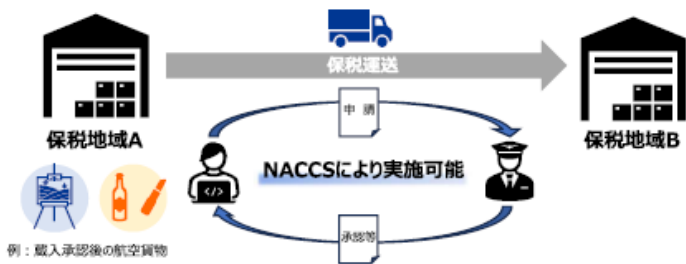 保税運送
申 請
保税地域A
保税地域B
NACCSにより実施可能
</>
承認等
例：蔵入承認後の航空貨物